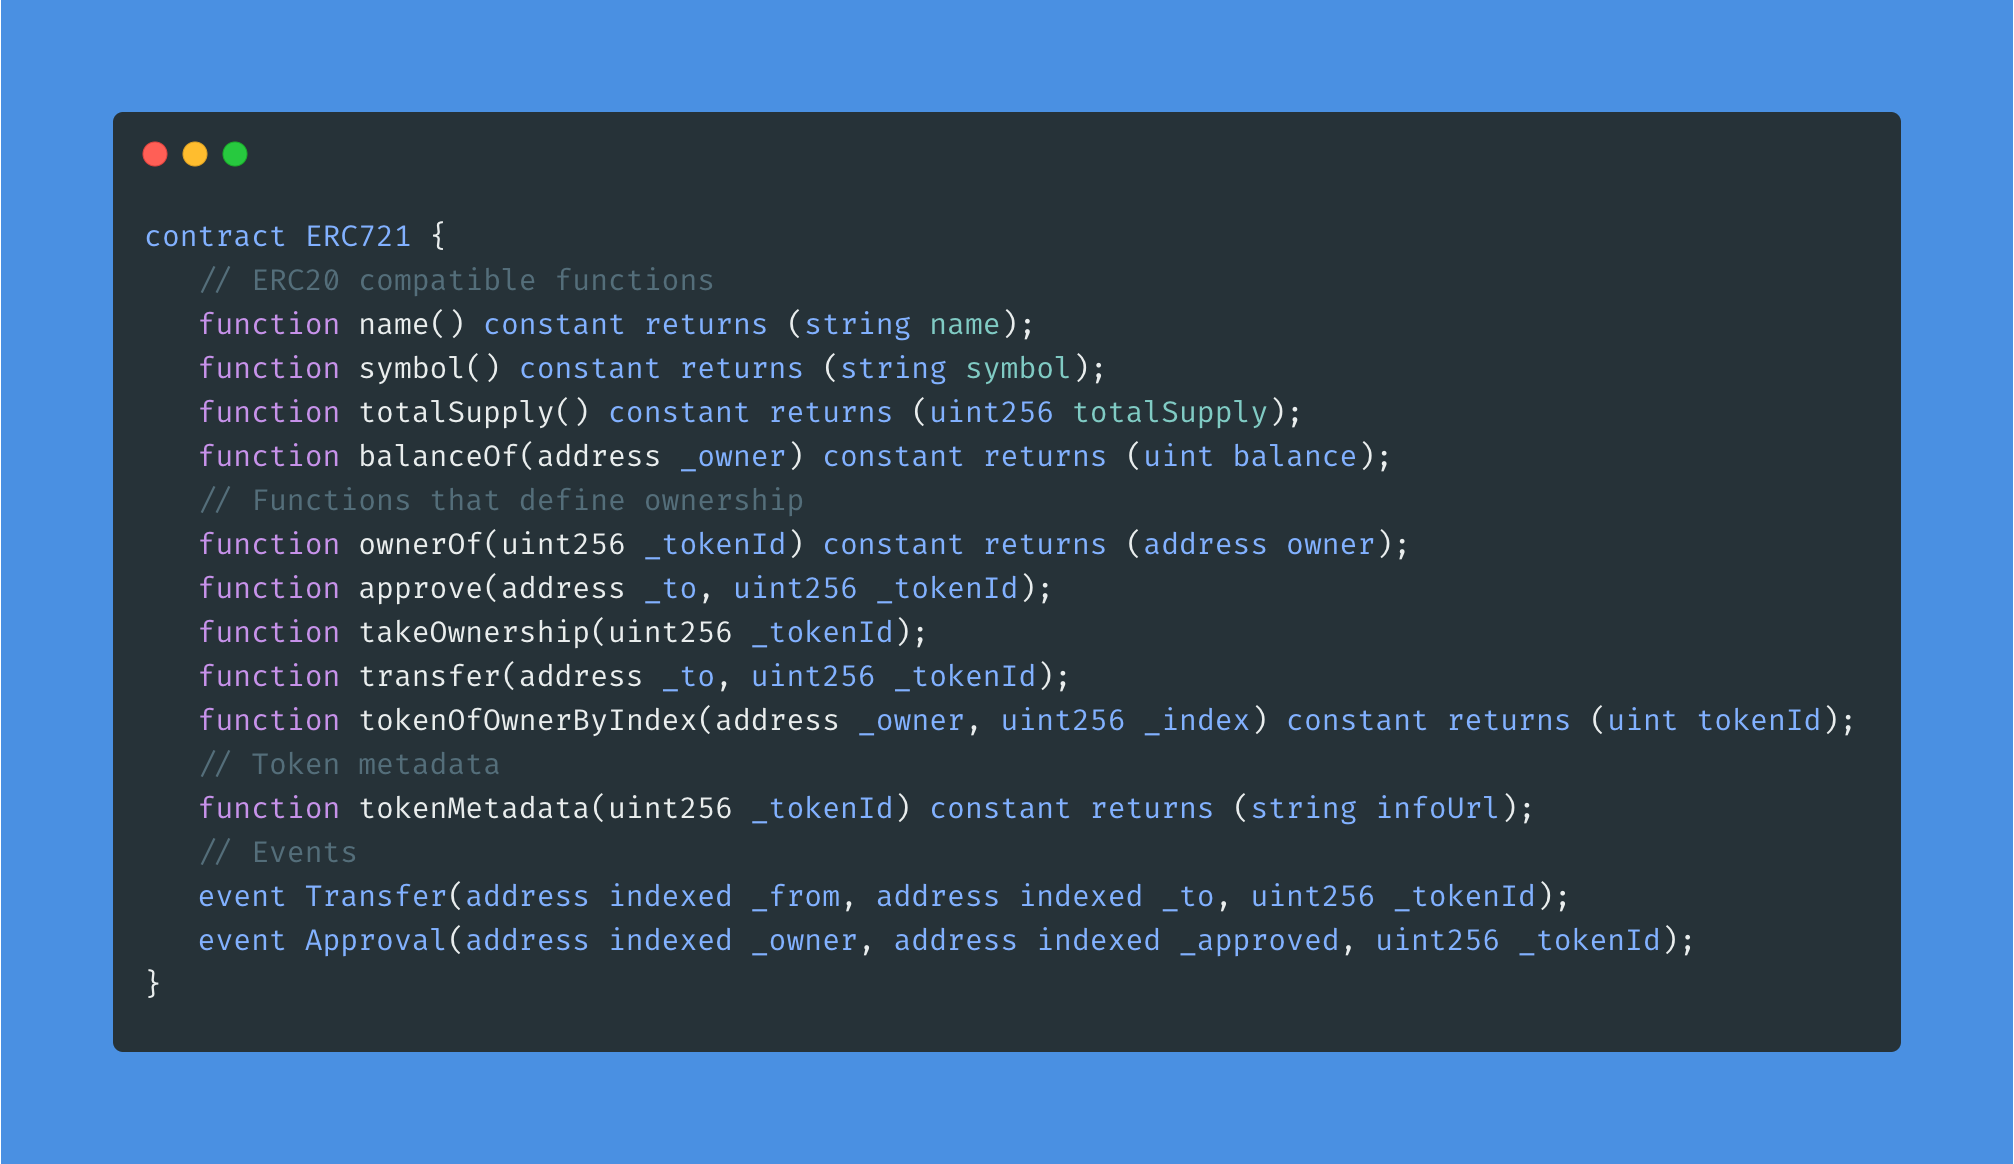 contract ERC721 {
// ERC20 compatible functions
function name() constant returns (string name);
function symbol() constant returns (string symbol);
function totalSupply() constant returns (uint256 totalSupply);
function balanceOf(address _owner) constant returns (uint balance);
// Functions that define ownership
function ownerOf(uint256 _tokenId) constant returns (address owner);
function approve(address _to, uint256 _tokenId);
function takeOwnership(uint256 _tokenId);
function transfer(address _to, uint256 _tokenId);
function tokenOfOwnerByIndex(address _owner, uint256 _index) constant returns (uint tokenId);
// Token metadata
function tokenMetadata(uint256 _tokenId) constant returns (string infoUrl);
// Events
event Transfer(address indexed _from, address indexed _to, uint256 _tokenId);
event Approval(address indexed _owner, address indexed _approved, uint256 _tokenId);
}